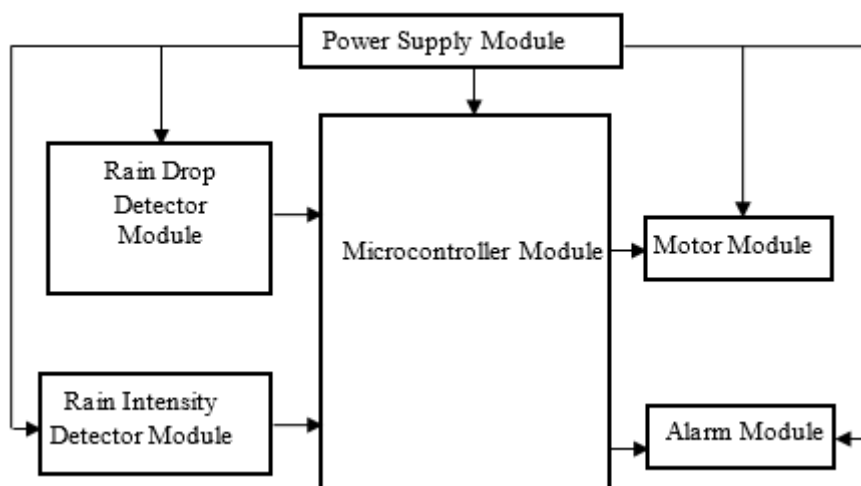 Power Supply Module
Rain Drop
Detector
Module
Microcontroller Module
Motor Module
Rain Intensity
Detector Module
Alarm Module